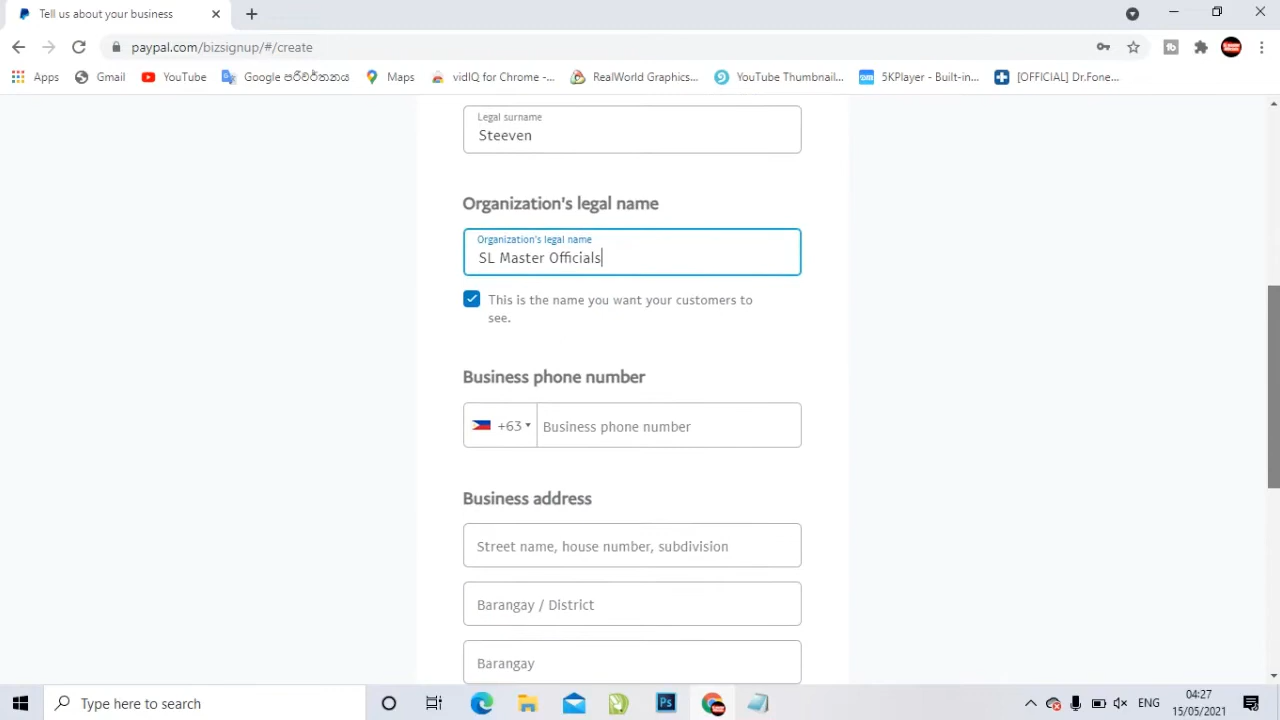 Tell us about your business
paypal.com/bizsignup/#/create
Apps
Gmail
YouTube
Google පරිවර්තනය
Maps
vidIQ for Chrome -...
RealWorld Graphics...
YouTube Thumbnail...
5KPlayer - Built-in...
[OFFICIAL] Dr.Fone...
Legal surname
Steeven
Organization's legal name
Organization's legal name
SL Master Officials
This is the name you want your customers to
see.
Business phone number
+63
Business phone number
Business address
Street name, house number, subdivision
Barangay / District
Barangay
Type here to search
Ps
ENG
04:27
15/05/2021